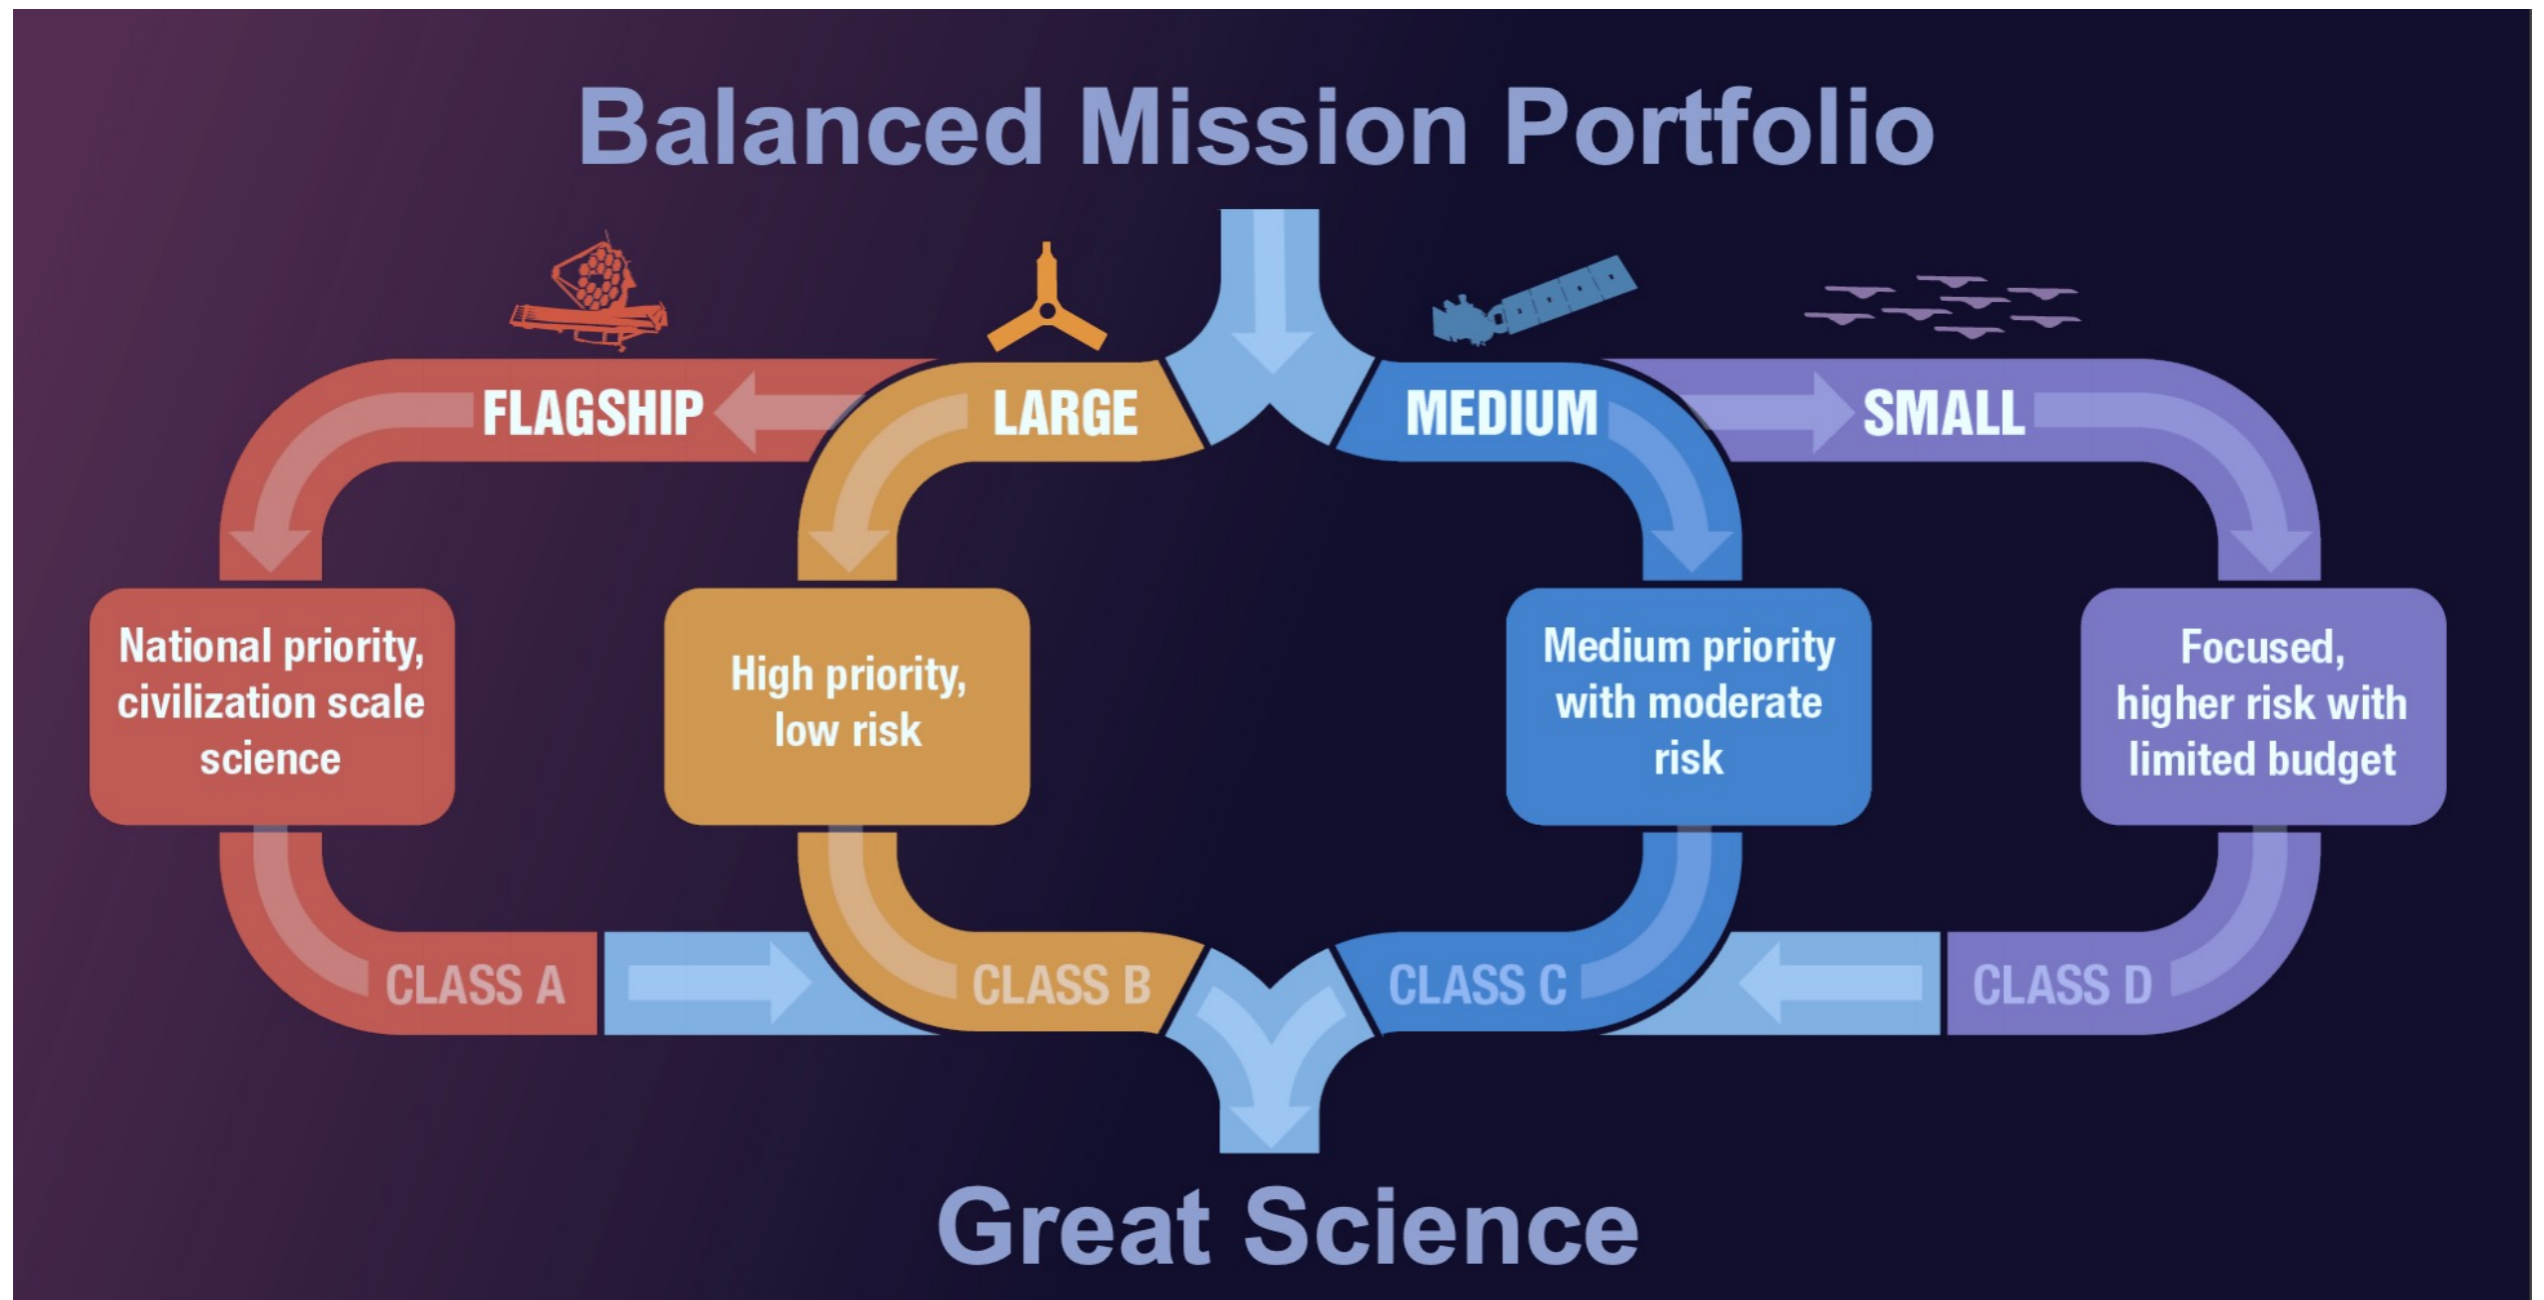 Balanced Mission Portfolio
FLAGSHIP
LARGE
MEDIUM
SMALL
National priority,
civilization scale
science
High priority,
low risk
Medium priority
with moderate
risk
Focused,
higher risk with
limited budget
CLASS A
CLASS B
CLASS C
CLASS D
Great Science